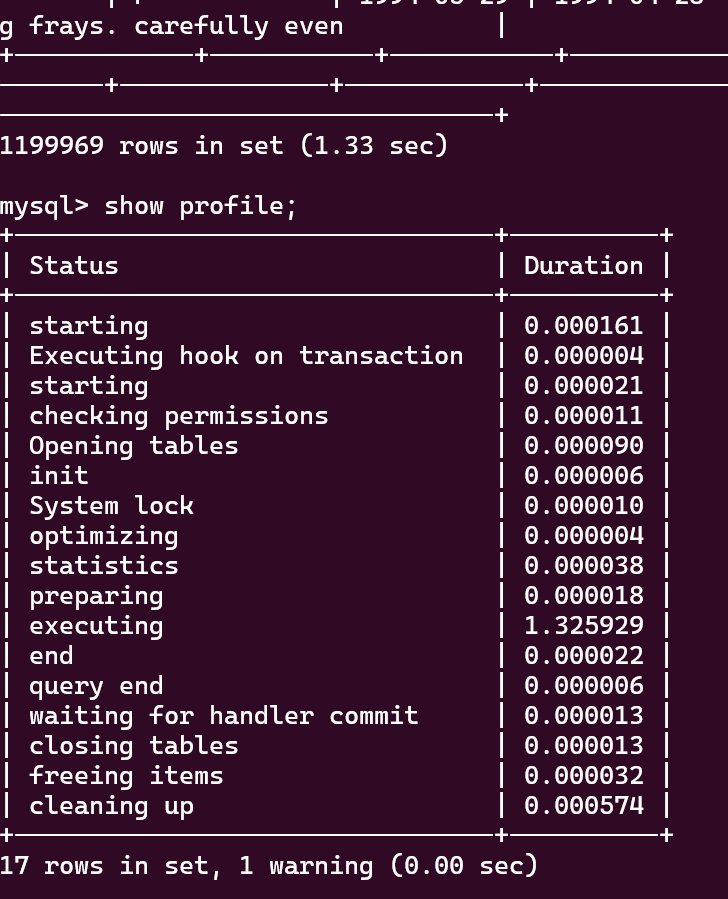 g frays. carefully even |
+------------+-----------+-----------+-----------
-------+--------------+------------+------------
---------------------------------+
1199969 rows in set (1.33 sec)
mysql> show profile;
+--------------------------------+----------+
| Status | Duration |
+--------------------------------+----------+
| starting | 0.000161 |
| Executing hook on transaction | 0.000004 |
| starting | 0.000021 |
| checking permissions | 0.000011 |
| Opening tables | 0.000090 |
| init | 0.000006 |
| System lock | 0.000010 |
| optimizing | 0.000004 |
| statistics | 0.000038 |
| preparing | 0.000018 |
| executing | 1.325929 |
| end | 0.000022 |
| query end | 0.000006 |
| waiting for handler commit | 0.000013 |
| closing tables | 0.000013 |
| freeing items | 0.000032 |
| cleaning up | 0.000574 |
+--------------------------------+----------+
17 rows in set, 1 warning (0.00 sec)